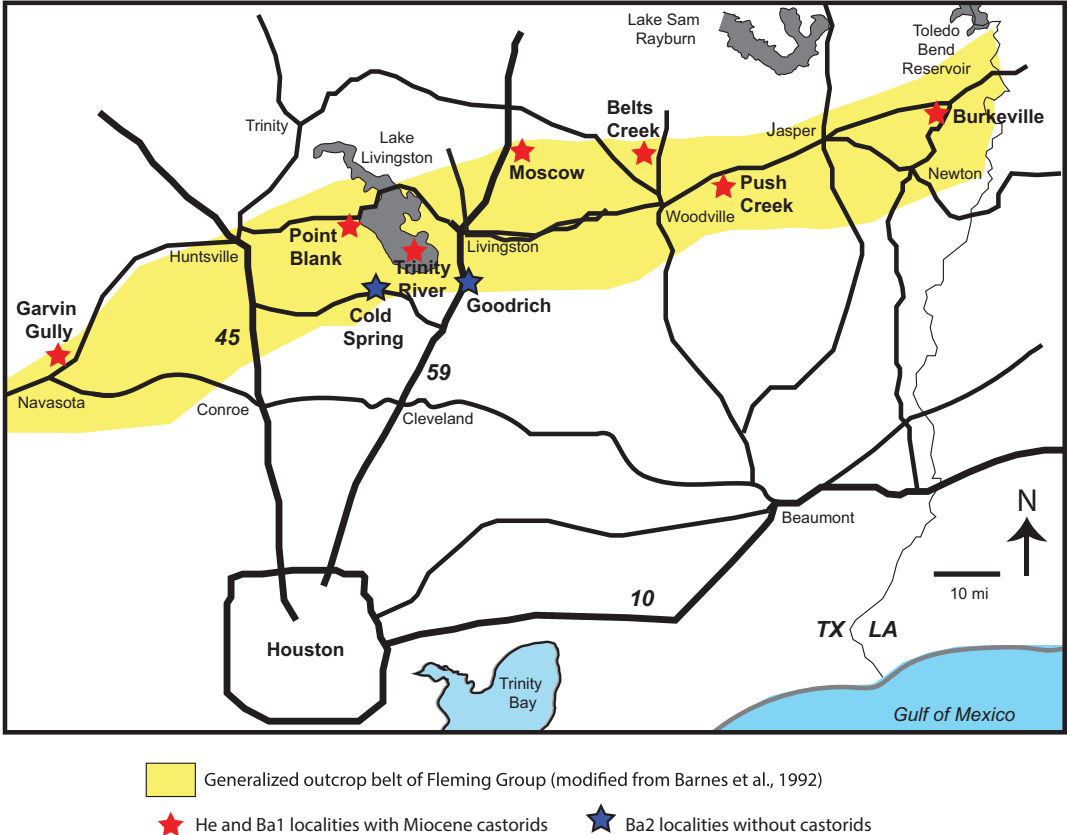 Lake Sam
Rayburn
Toledo
Bend
Reservoir
Trinity
Lake
Livingston
Belts
Creek
Jasper
Burkeville
Moscow
Push
Creek
Newton
Woodville
Point
Blank
Livingston
Huntsville
Trinity
River
Goodrich
Cold
Spring
Garvin
Gully
45
59
Navasota
Conroe
Cleveland
Beaumont
N
10 mi
10
TX LA
Houston
Trinity
Bay
Gulf of Mexico
Generalized outcrop belt of Fleming Group (modified from Barnes et al., 1992)
He and Ba1 localities with Miocene castorids
Ba2 localities without castorids